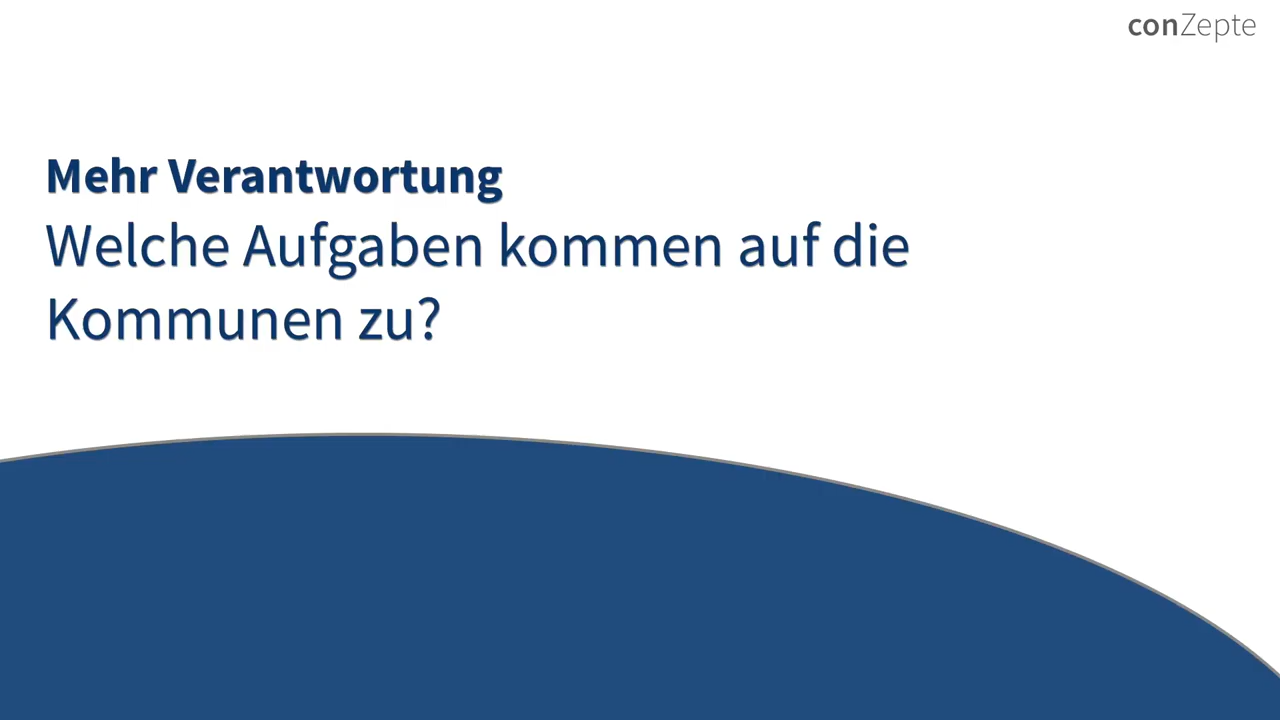 conZepte
Mehr Verantwortung
Welche Aufgaben kommen auf die
Kommunen zu?